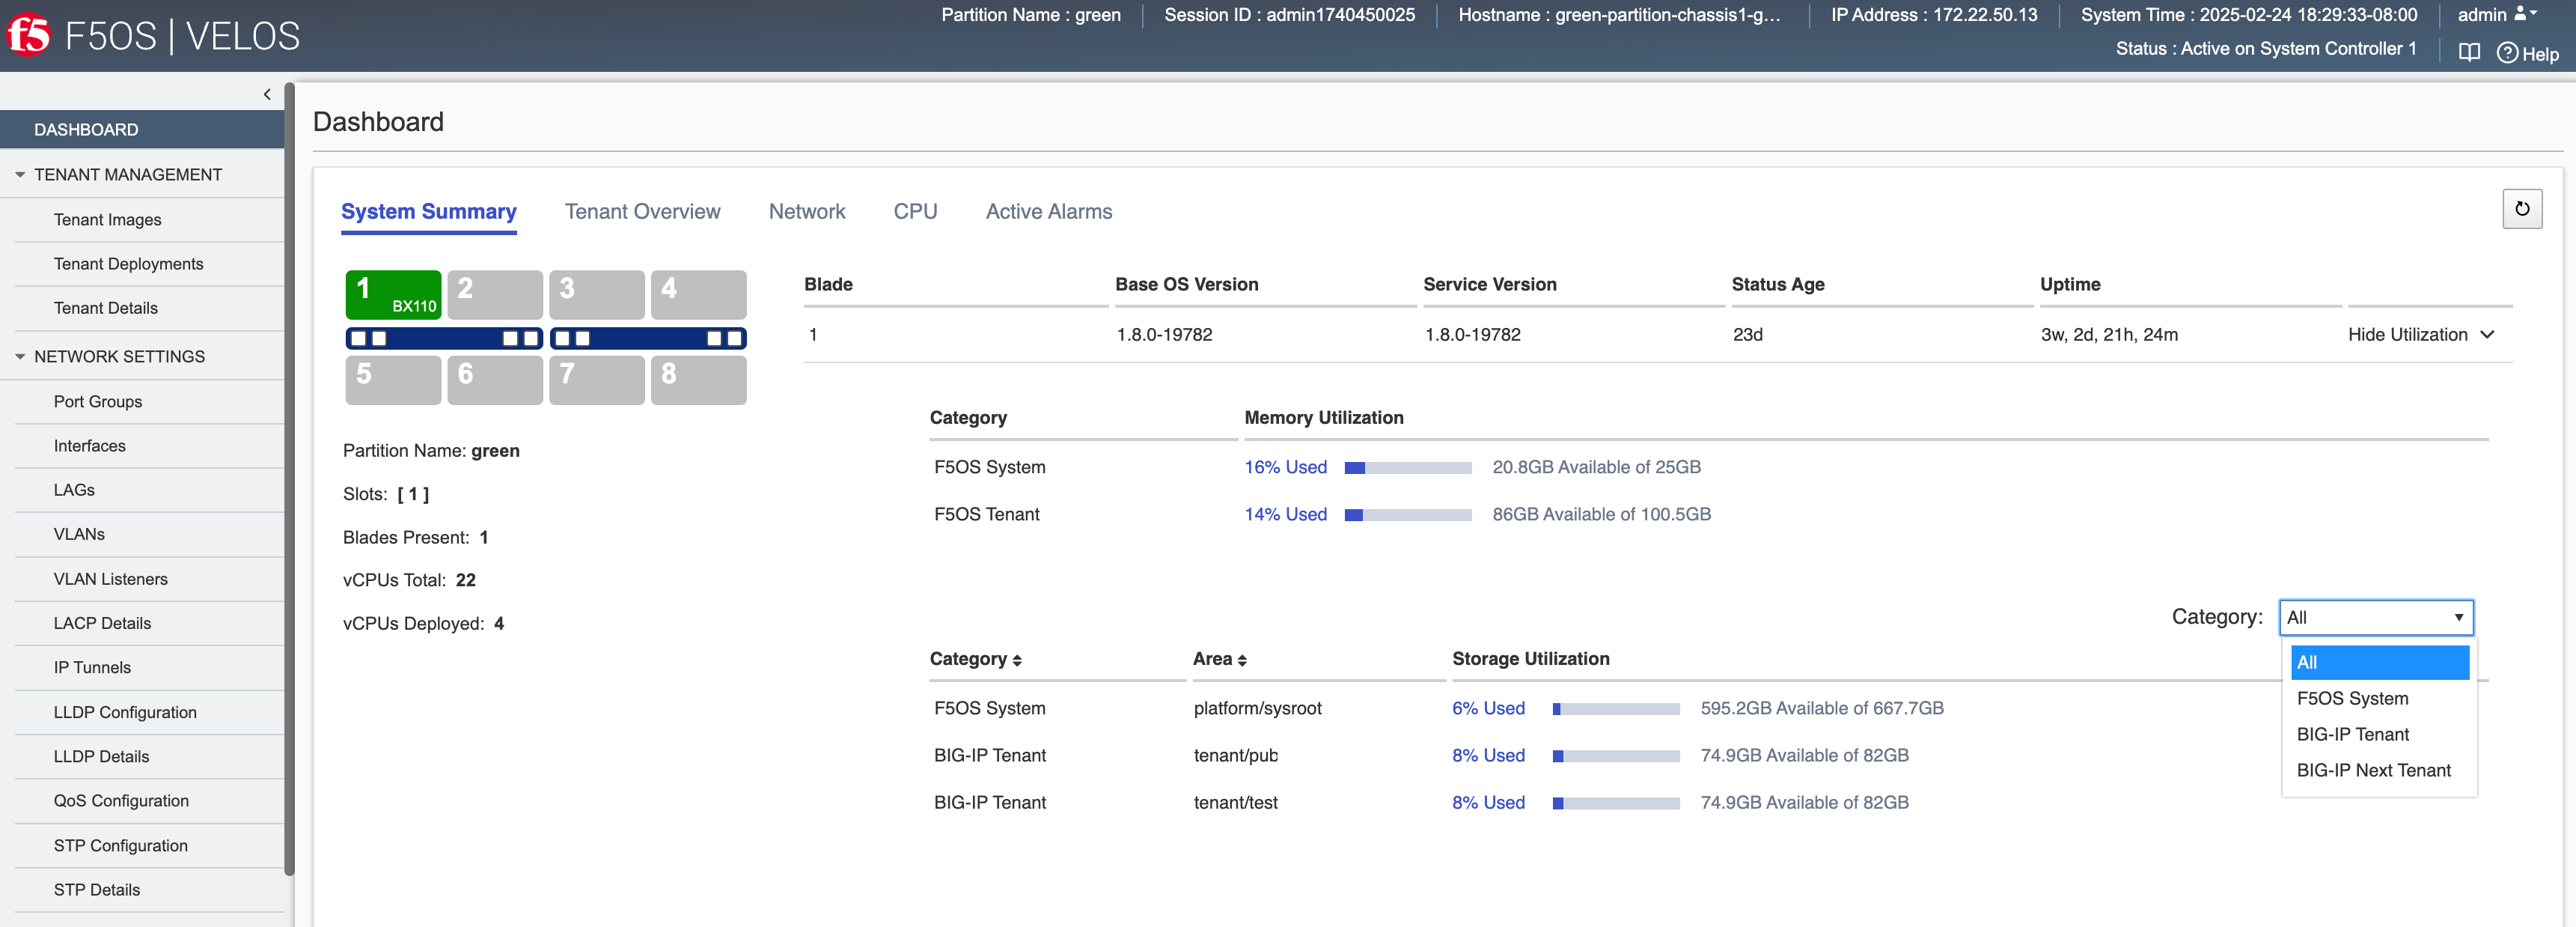 Partition Name : green
Session ID : admin1740450025
Hostname : green-partition-chassis1-g...
IP Address : 172.22.50.13
System Time : 2025-02-24 18:29:33-08:00
admin
f5 F5OS | VELOS
Status : Active on System Controller 1
Help
DASHBOARD
TENANT MANAGEMENT
Tenant Images
Tenant Deployments
Tenant Details
NETWORK SETTINGS
Port Groups
Interfaces
LAGs
VLANs
VLAN Listeners
LACP Details
IP Tunnels
LLDP Configuration
LLDP Details
QoS Configuration
STP Configuration
STP Details
Dashboard
System Summary
Tenant Overview
Network
CPU
Active Alarms
1 BX110
2
3
4
5
6
7
8
Partition Name: green
Slots: [ 1 ]
Blades Present: 1
vCPUs Total: 22
vCPUs Deployed: 4
Blade Base OS Version Service Version Status Age Uptime
1 1.8.0-19782 1.8.0-19782 23d 3w, 2d, 21h, 24m Hide Utilization
Category Memory Utilization
F5OS System 16% Used 20.8GB Available of 25GB
F5OS Tenant 14% Used 86GB Available of 100.5GB
Category: All
All
F5OS System
BIG-IP Tenant
BIG-IP Next Tenant
Category Area Storage Utilization
F5OS System platform/sysroot 6% Used 595.2GB Available of 667.7GB
BIG-IP Tenant tenant/pub 8% Used 74.9GB Available of 82GB
BIG-IP Tenant tenant/test 8% Used 74.9GB Available of 82GB